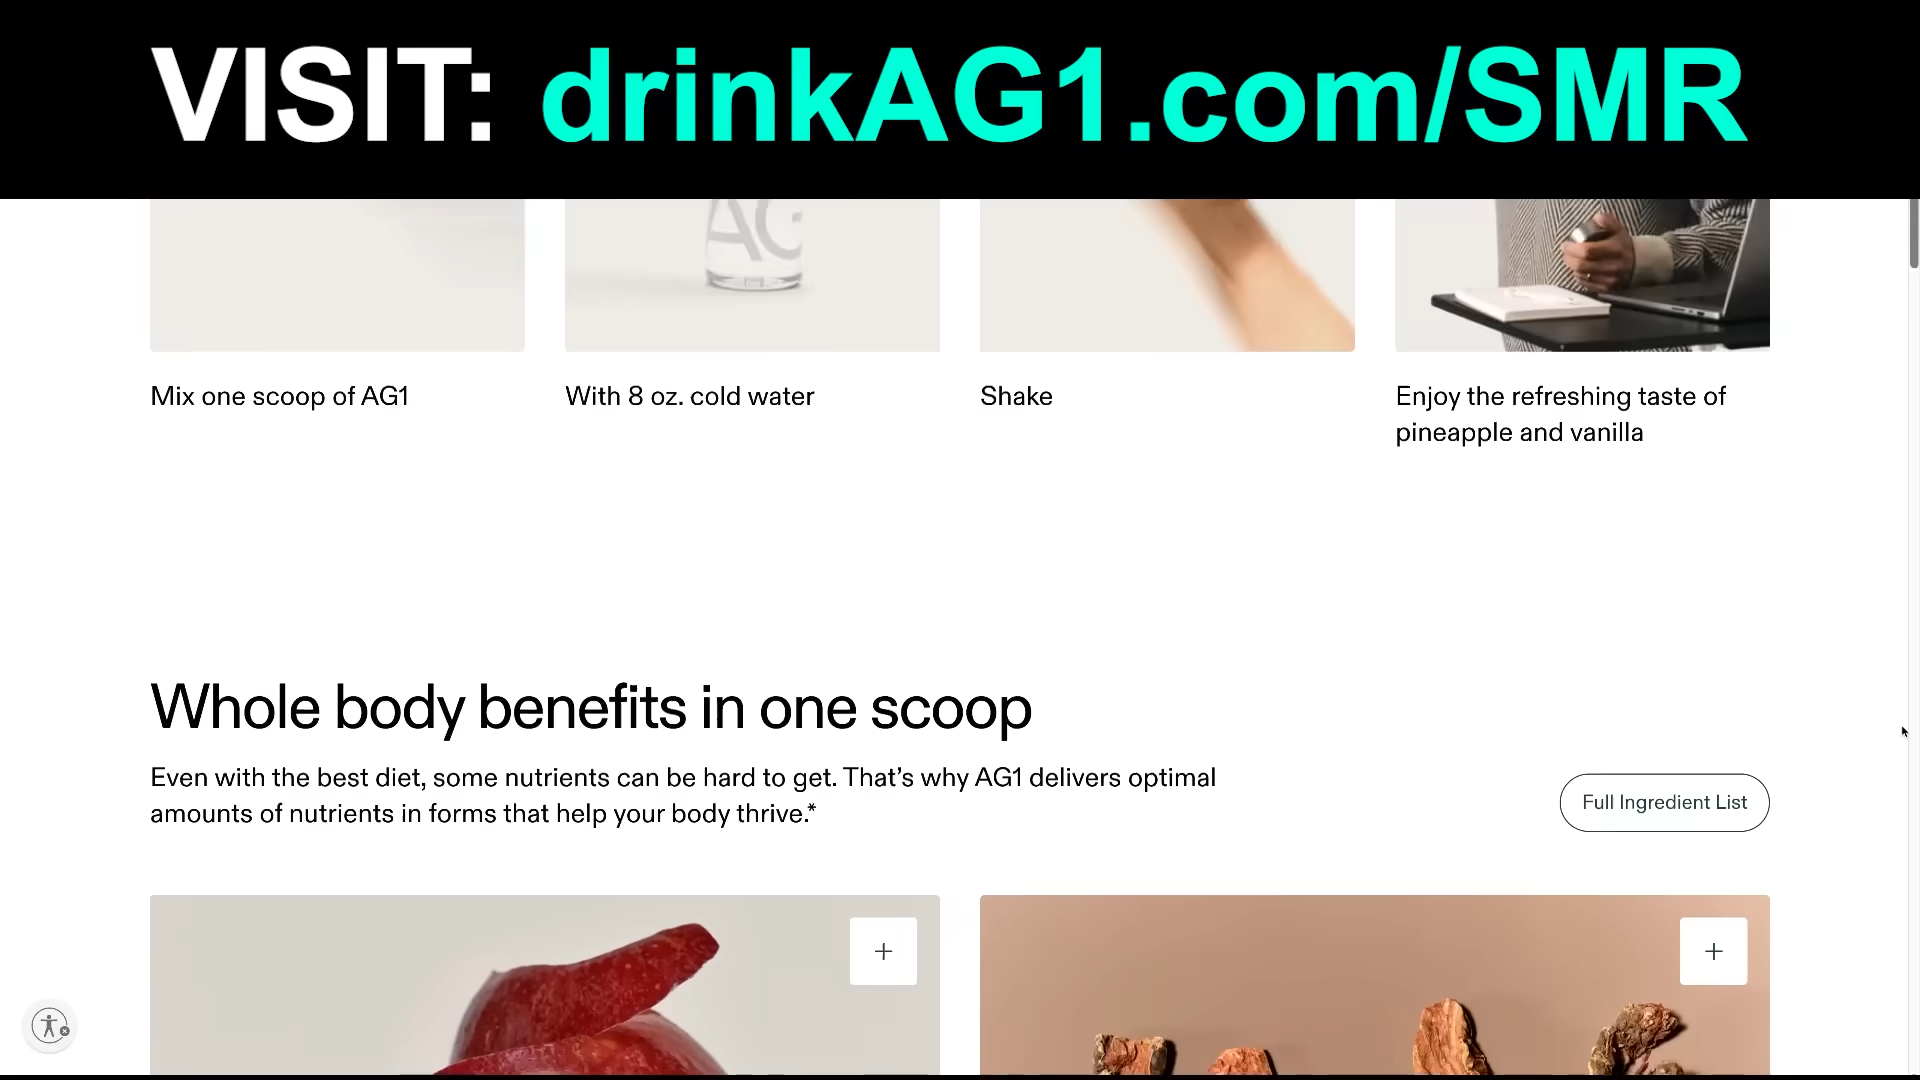 VISIT: drinkAG1.com/SMR
AG
Mix one scoop of AG1
With 8 oz. cold water
Shake
Enjoy the refreshing taste of
pineapple and vanilla
Whole body benefits in one scoop
Even with the best diet, some nutrients can be hard to get. That’s why AG1 delivers optimal
amounts of nutrients in forms that help your body thrive.*
Full Ingredient List